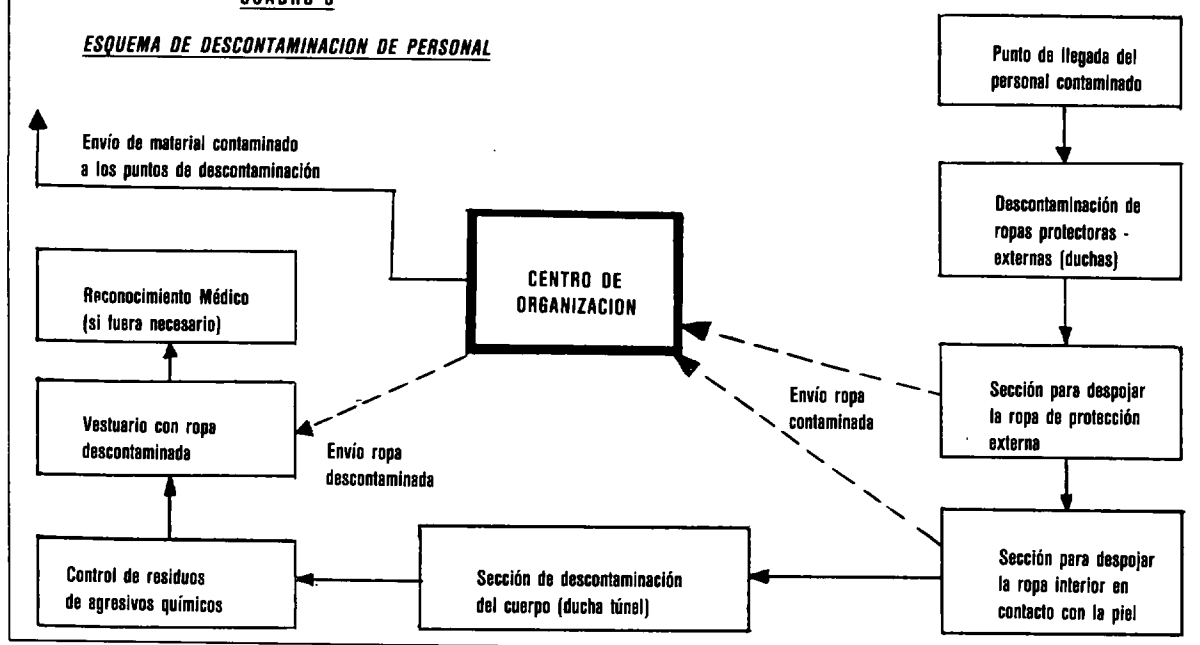 ESQUEMA DE DESCONTAMINACION DE PERSONAL
Punto de llegada del
personal contaminado
Envío de material contaminado
a los puntos de descontaminación
Descontaminación de
ropas protectoras -
externas (duchas)
CENTRO DE
ORGANIZACION
Reconocimiento Médico
(si fuera necesario)
Sección para despojar
la ropa de protección
externa
Envío ropa
contaminada
Vestuario con ropa
descontaminada
Envío ropa
descontaminada
Sección para despojar
la ropa interior en
contacto con la piel
Sección de descontaminación
del cuerpo (ducha túnel)
Control de residuos
de agresivos químicos